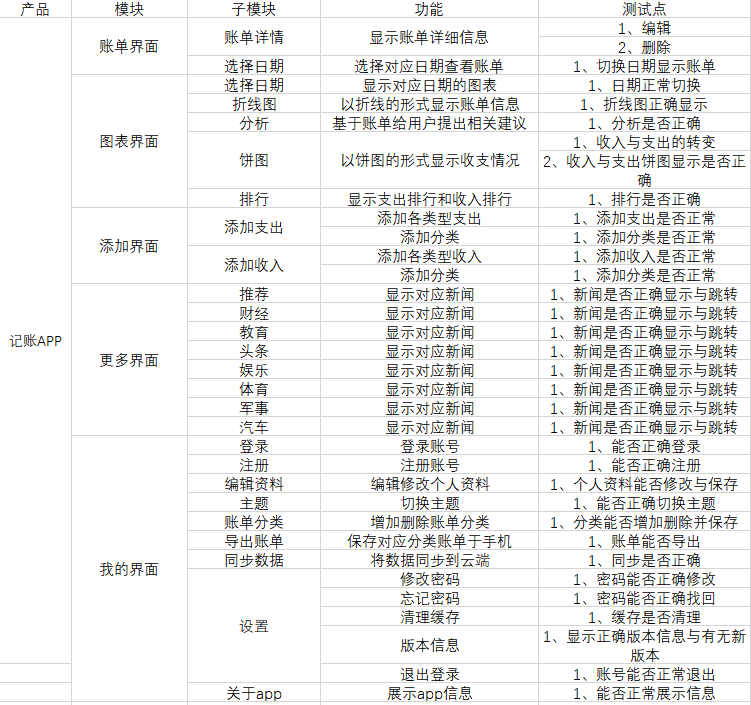 产品 模块 子模块 功能 测试点
记账APP
账单界面 账单详情 显示账单详细信息 1、编辑
2、删除
选择日期 选择对应日期查看账单 1、切换日期显示账单
图表界面 选择日期 显示对应日期的图表 1、日期正常切换
折线图 以折线的形式显示账单信息 1、折线图正确显示
分析 基于账单给用户提出相关建议 1、分析是否正确
饼图 以饼图的形式显示收支情况 1、收入与支出的转变
2、收入与支出饼图显示是否正
确
排行 显示支出排行和收入排行 1、排行是否正确
添加界面 添加支出 添加各类型支出 1、添加支出是否正常
添加分类 1、添加分类是否正常
添加收入 添加各类型收入 1、添加收入是否正常
添加分类 1、添加分类是否正常
更多界面 推荐 显示对应新闻 1、新闻是否正确显示与跳转
财经 显示对应新闻 1、新闻是否正确显示与跳转
教育 显示对应新闻 1、新闻是否正确显示与跳转
头条 显示对应新闻 1、新闻是否正确显示与跳转
娱乐 显示对应新闻 1、新闻是否正确显示与跳转
体育 显示对应新闻 1、新闻是否正确显示与跳转
军事 显示对应新闻 1、新闻是否正确显示与跳转
汽车 显示对应新闻 1、新闻是否正确显示与跳转
我的界面 登录 登录账号 1、能否正确登录
注册 注册账号 1、能否正确注册
编辑资料 编辑修改个人资料 1、个人资料能否修改与保存
主题 切换主题 1、能否正确切换主题
账单分类 增加删除账单分类 1、分类能否增加删除并保存
导出账单 保存对应分类账单于手机 1、账单能否导出
同步数据 将数据同步到云端 1、同步是否正确
设置 修改密码 1、密码能否正确修改
忘记密码 1、密码能否正确找回
清理缓存 1、缓存是否清理
版本信息 1、显示正确版本信息与有无新
版本
退出登录 1、账号能否正常退出
关于app 展示app信息 1、能否正常展示信息